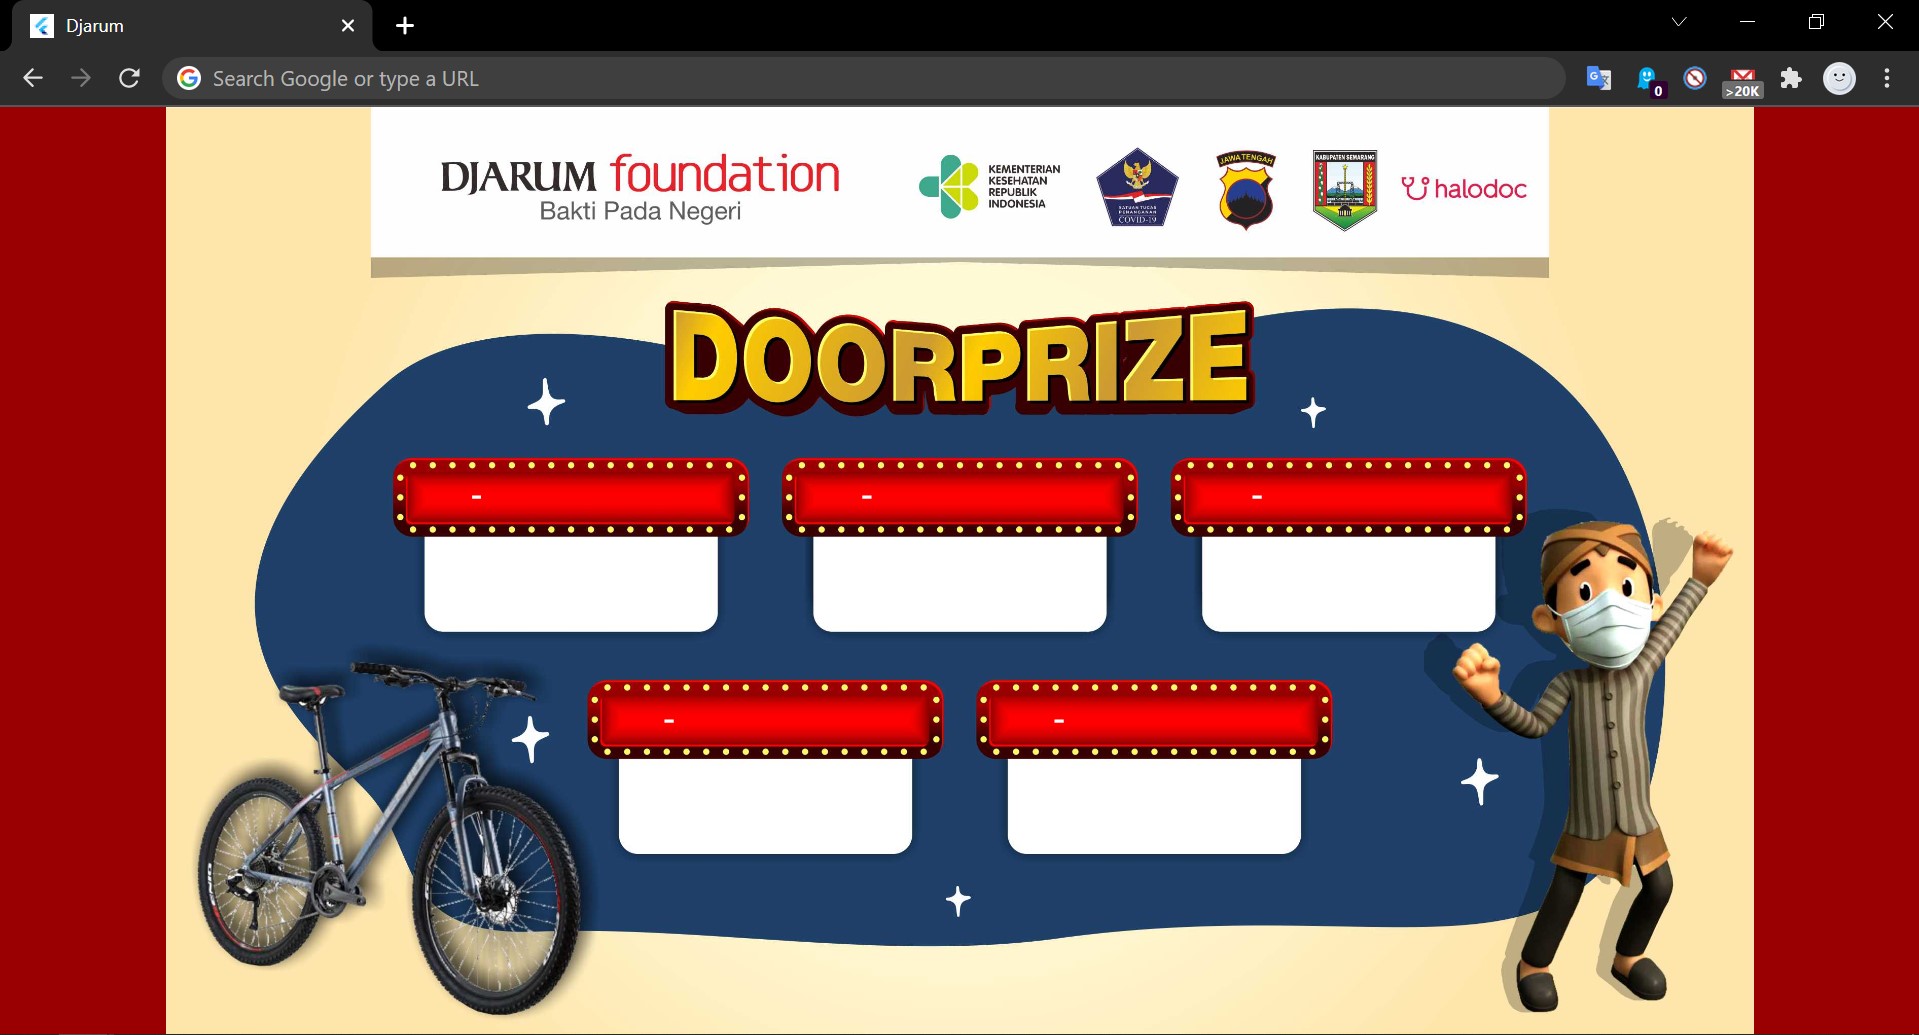 Djarum
Search Google or type a URL
0
>20K
DJARUM foundation
Bakti Pada Negeri
KEMENTERIAN
KESEHATAN
REPUBLIK
INDONESIA
SATUAN TUGAS
PENANGANAN
COVID-19
JAWA TENGAH
KABUPATEN SEMARANG
halodoc
DOORPRIZE
-
-
-
-
-